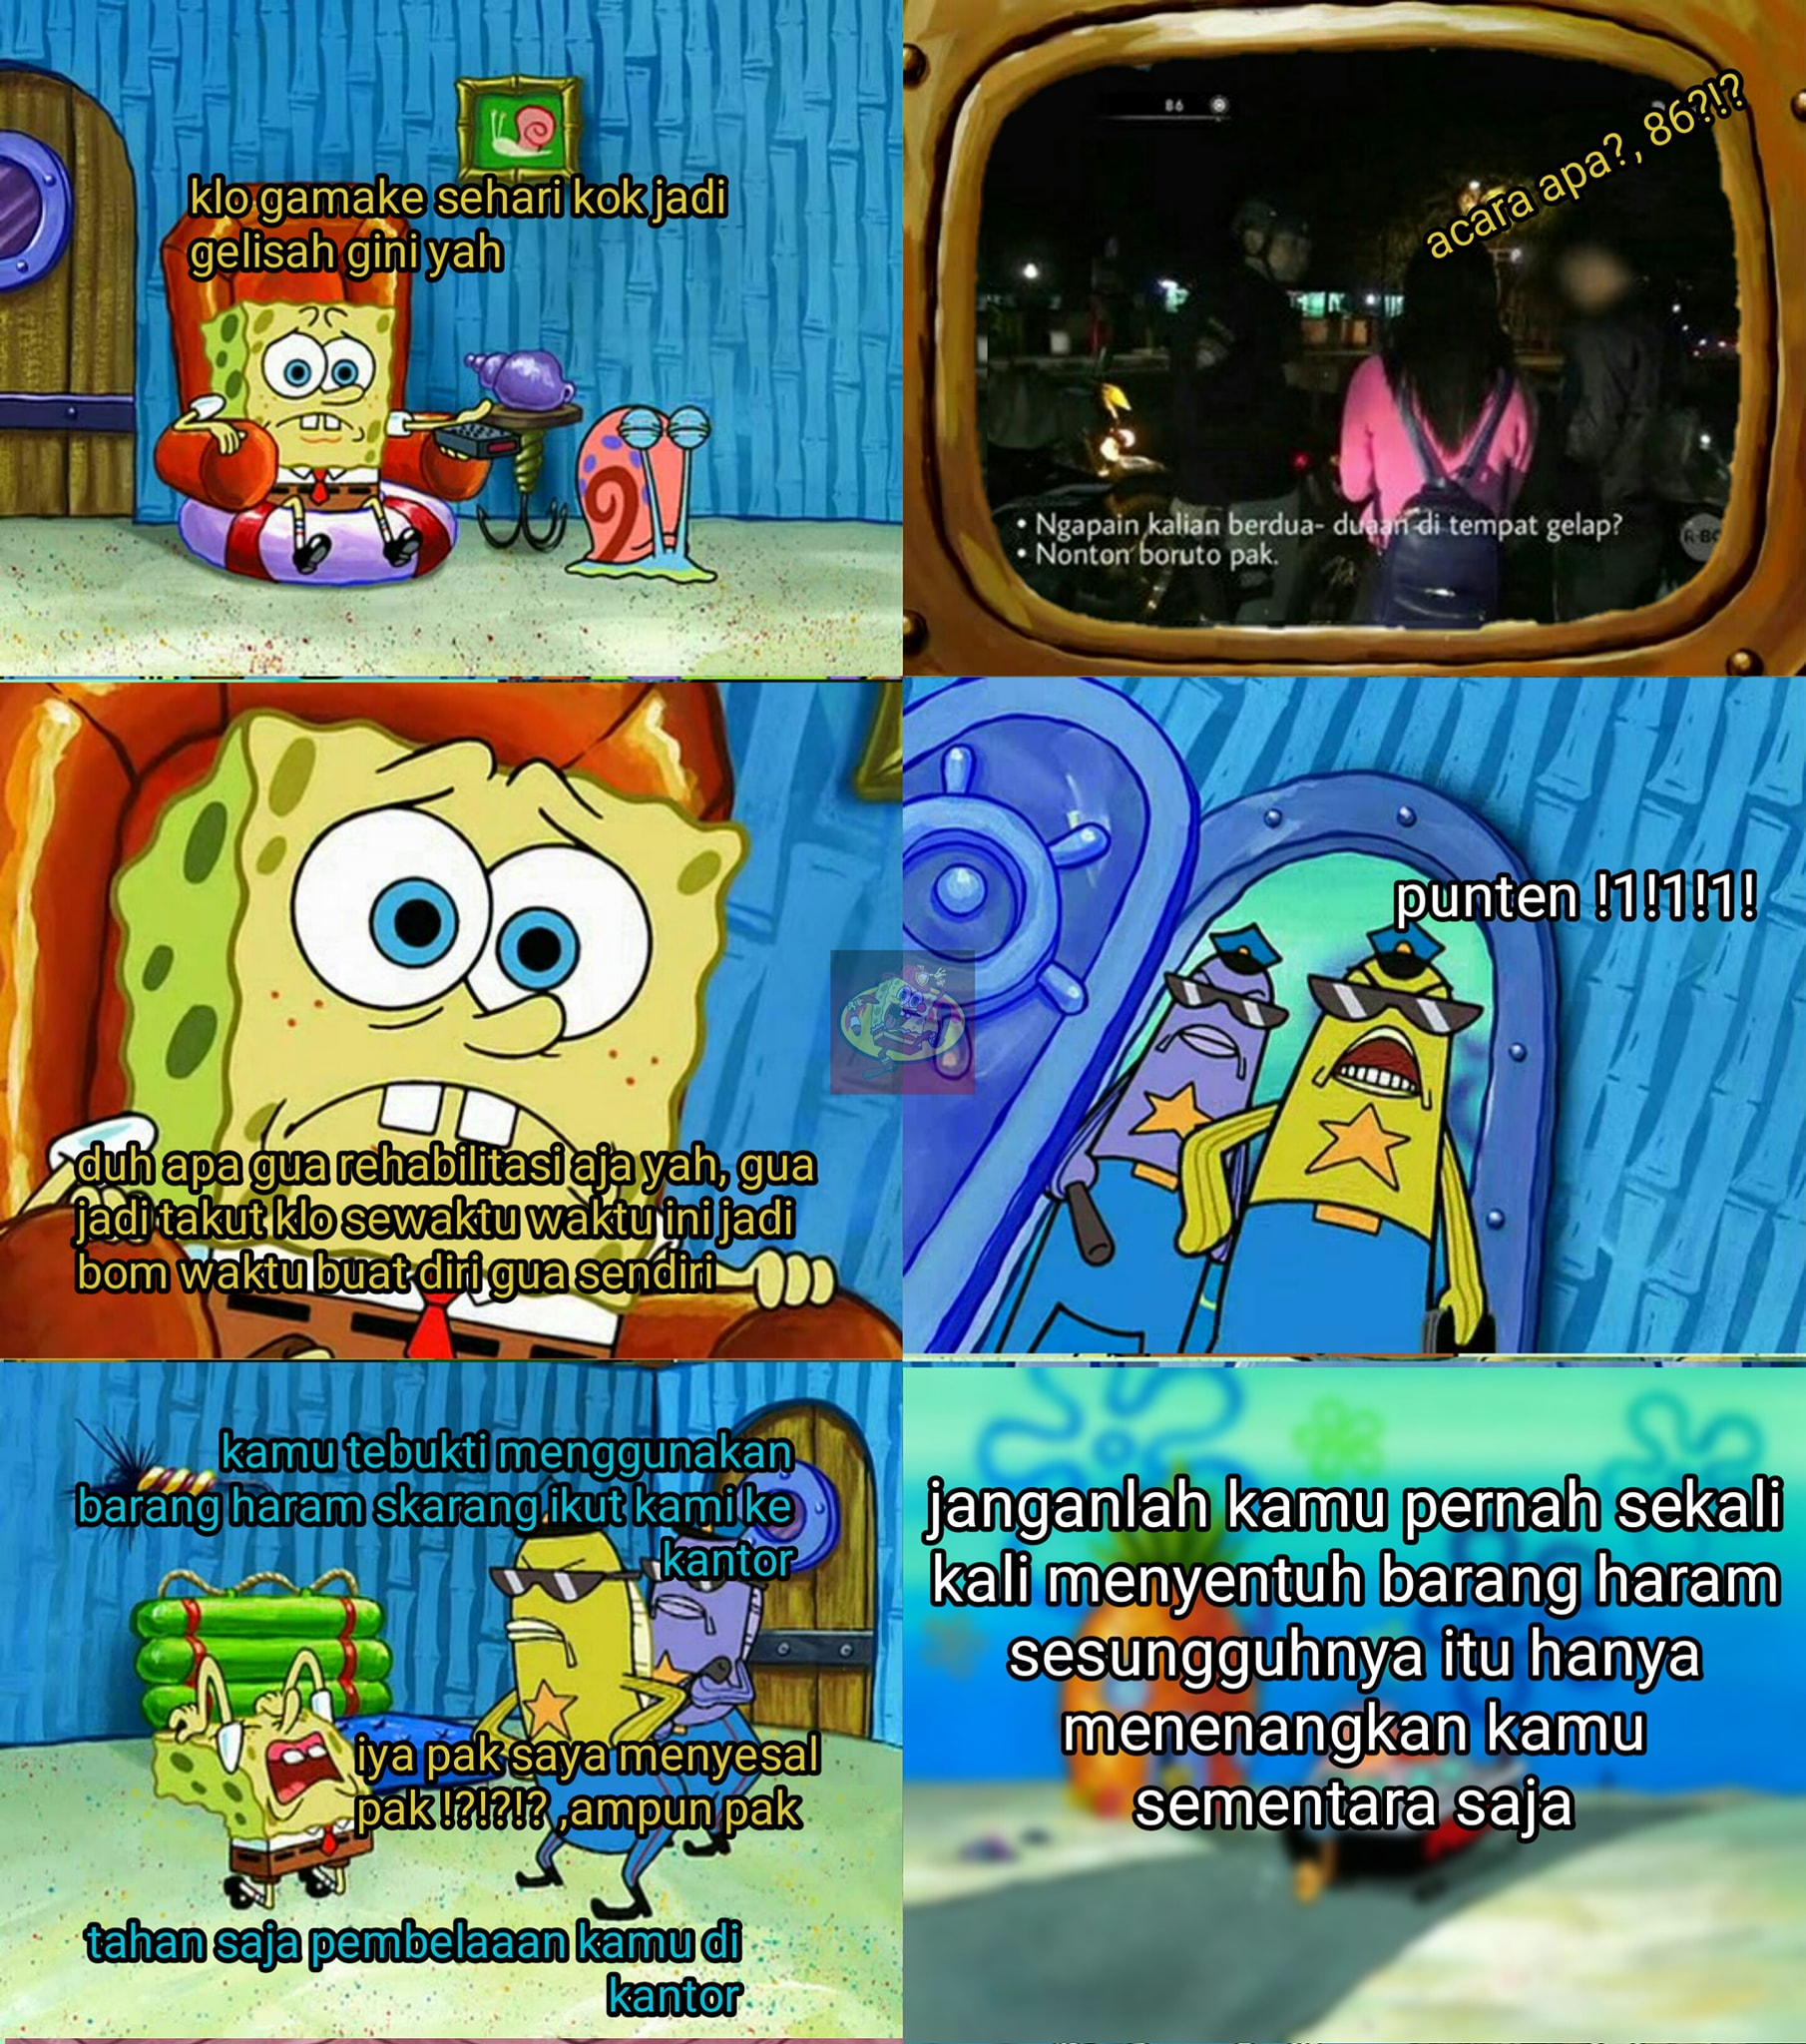 klo gamake sehari kok jadi
gelisah gini yah
86
acara apa?, 86?!?
• Ngapain kalian berdua- duaan di tempat gelap?
• Nonton boruto pak.
duh apa gua rehabilitasi aja yah, gua
jadi takut klo sewaktu waktu ini jadi
bom waktu buat diri gua sendiri
punten !1!1!1!
kamu tebukti menggunakan
barang haram skarang ikut kami ke
kantor
iya pak saya menyesal
pak !?!?!? ,ampun pak
tahan saja pembelaaan kamu di
kantor
janganlah kamu pernah sekali
kali menyentuh barang haram
sesungguhnya itu hanya
menenangkan kamu
sementara saja